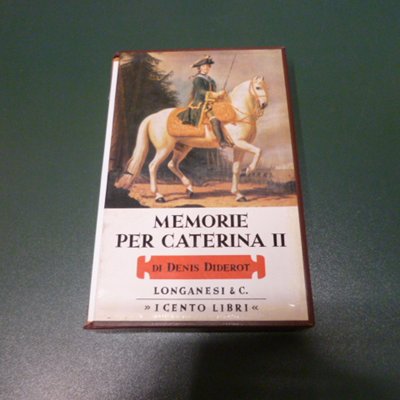 MEMORIE
PER CATERINA II
DI DENIS DIDEROT
LONGANESI & C.
» I CENTO LIBRI «